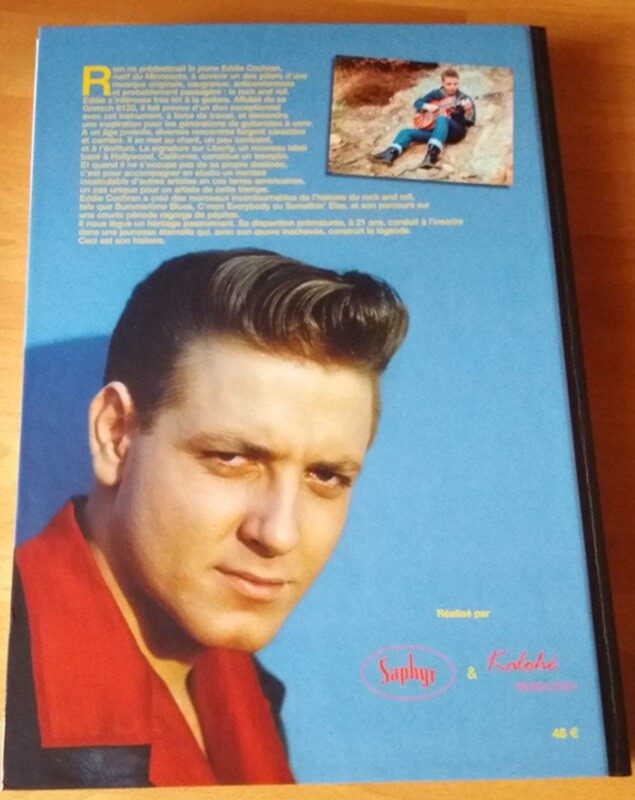 Rien ne prédestinait le jeune Eddie Cochran,
natif du Minnesota, à devenir un des piliers d'une
musique originale, saugrenue, anticonformiste
et probablement passagère : le rock and roll.
Eddie s'intéresse très tôt à la guitare. Affublé de sa
Gretsch 6120, il fait preuve d'un don exceptionnel
avec cet instrument, à force de travail, et deviendra
une inspiration pour les générations de guitaristes à venir.
A un âge juvénile, diverses rencontres forgent caractère
et carrière. Il se met au chant, un peu contraint,
et à l'écriture. La signature sur Liberty, un nouveau label
basé à Hollywood, Californie, constitue un tremplin.
Et quand il ne s'occupe pas de sa propre destinée,
c'est pour accompagner en studio un nombre
incalculable d'autres artistes en ces terres américaines,
un cas unique pour un artiste de cette trempe.
Eddie Cochran a créé des morceaux incontournables de l'histoire du rock and roll,
tels que Summertime Blues, C'mon Everybody ou Somethin' Else, et son parcours sur
une courte période regorge de pépites.
Il nous lègue un héritage passionnant. Sa disparition prématurée, à 21 ans, conduit à l'inscrire
dans une jeunesse éternelle qui, avec son œuvre inachevée, construit la légende.
Ceci est son histoire.
Réalisé par
Saphyr & Kalohé
45 €